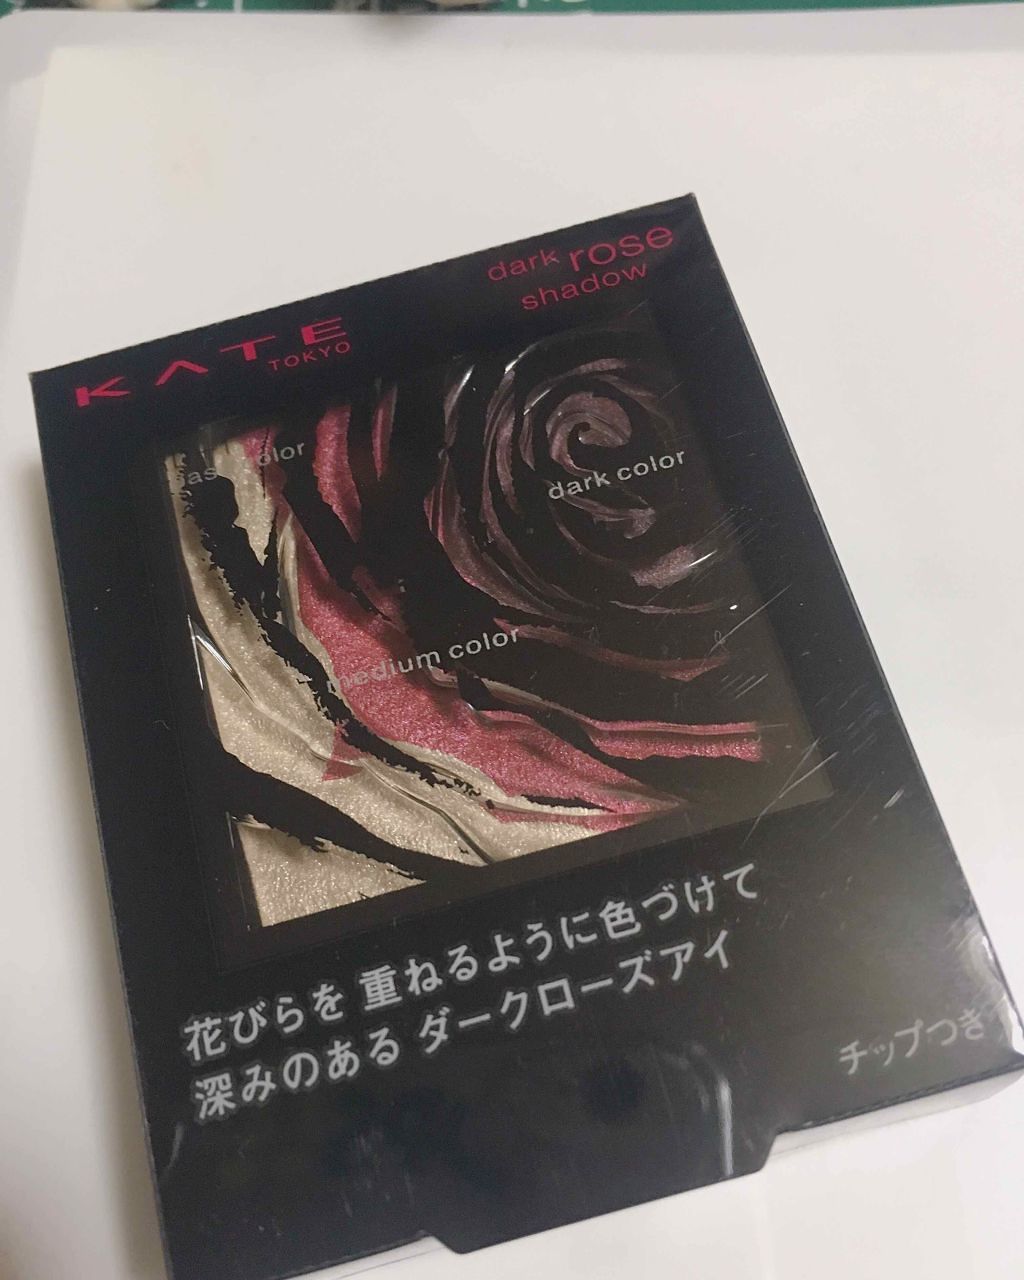 dark rose
shadow
KATE
TOKYO
color
dark color
medium color
花びらを 重ねるように色づけて
深みのある ダークローズアイ
チップつき